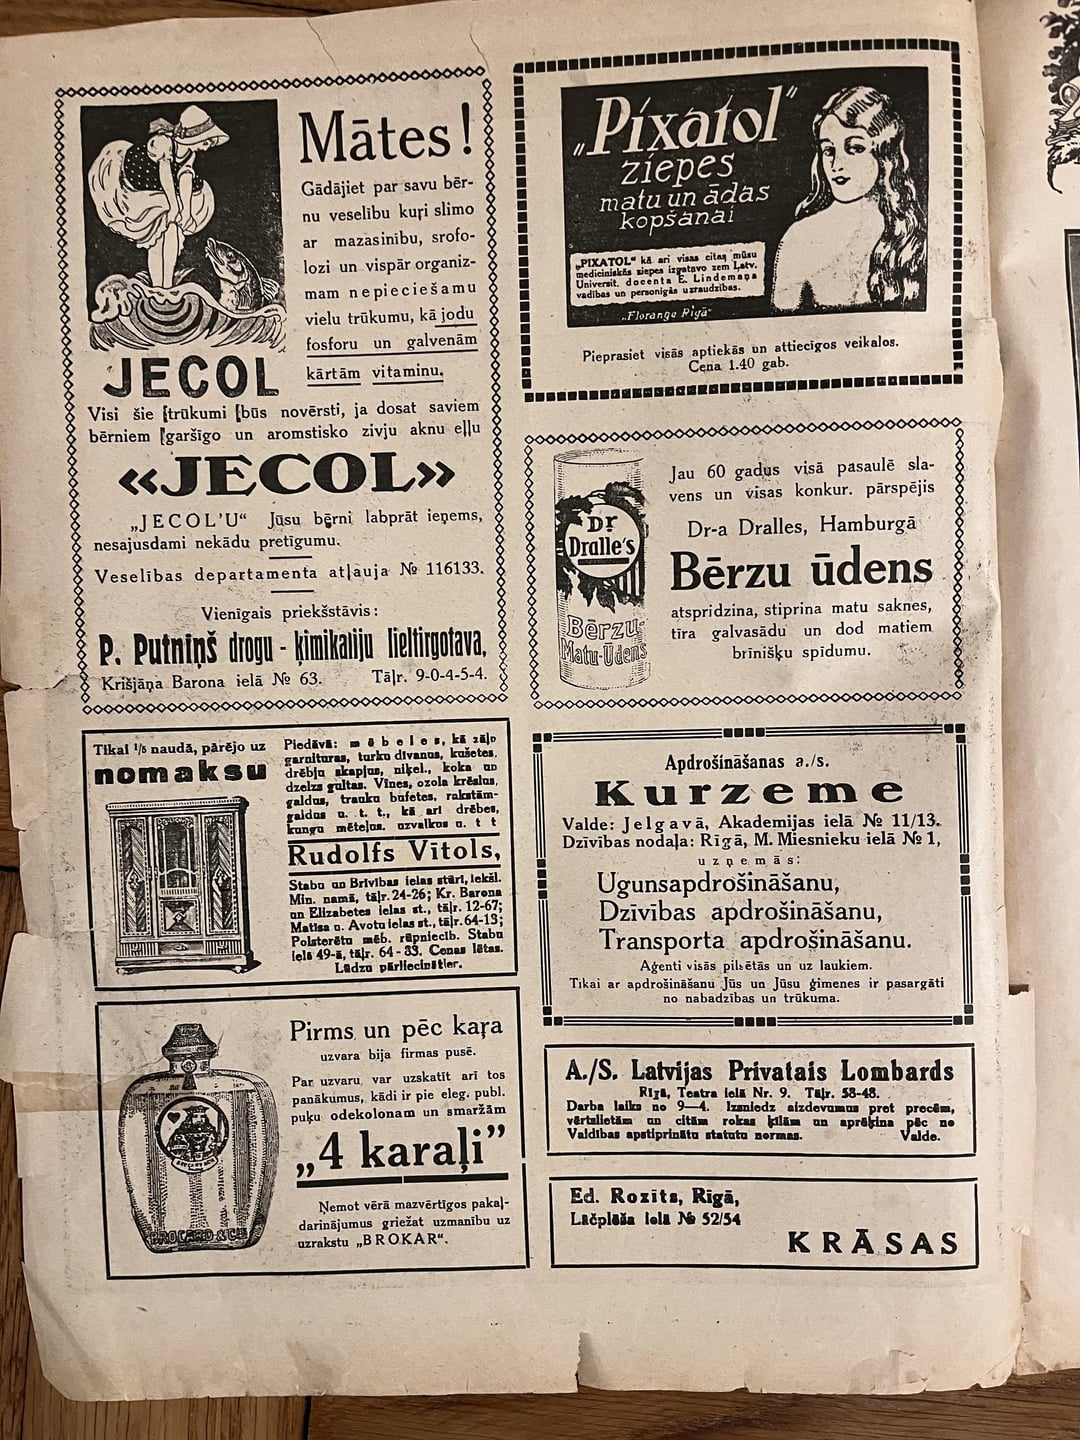 Mātes!
Gādājiet par savu bēr-
nu veselību kuŗi slimo
ar mazasinību, srofo-
lozi un vispār organiz-
mam nepieciešamu
vielu trūkumu, kā jodu
fosforu un galvenām
kārtām vitaminu.
JECOL
Visi šie trūkumi būs novērsti, ja dosat saviem
bērniem garšīgo un aromstisko zivju aknu eļļu
«JECOL»
„JECOL'U“ Jūsu bērni labprāt ieņems,
nesajusdami nekādu pretīgumu.
Veselības departamenta atļauja № 116133.
Vienīgais priekšstāvis:
P. Putniņš drogu - ķimikaliju lieltirgotava,
Krišjāņa Barona ielā № 63. Tāļr. 9-0-4-5-4.
„Pixatol“
ziepes
matu un ādas
kopšanai
„PIXATOL“ kā arī visas citas mūsu
mediciniskās ziepes izgatavo zem Latv.
Universit. docenta E. Lindemaņa
vadības un personīgās uzraudzības.
„Florange Rīgā“
Pieprasiet visās aptiekās un attiecīgos veikalos.
Cena 1.40 gab.
Dr
Dralle's
Bērzu-
Matu-Ūdens
Jau 60 gadus visā pasaulē sla-
vens un visas konkur. pārspējis
Dr-a Dralles, Hamburgā
Bērzu ūdens
atspridzina, stiprina matu saknes,
tīra galvasādu un dod matiem
brīnišķu spīdumu.
Tikai 1/5 naudā, pārējo uz
nomaksu
Piedāvā: mēbeles, kā zāļo
garnituras, turku divanus, kušetes,
drēbju skapjus, niķel., koka un
dzelzs gultas. Vīnes, ozola krēslus,
galdus, trauku bufetes, rakstām-
galdus u. t. t., kā arī drēbes,
kungu mēteļus. uzvalkus u. t t
Rudolfs Vītols,
Stabu un Brīvības ielas stūrī, iekšl.
Min. namā, tāļr. 24-26; Kr. Barona
un Elizabetes ielas st., tāļr. 12-67;
Matīsa u. Avotu ielas st., tāļr. 64-13;
Polsterētu mēb. rūpniecīb. Stabu
ielā 49-ā, tāļr. 64 - 33. Cenas lētas.
Lūdzu pārliecināties.
Apdrošināšanas a./s.
Kurzeme
Valde: Jelgavā, Akademijas ielā № 11/13.
Dzīvības nodaļa: Rīgā, M. Miesnieku ielā № 1,
uzņemās:
Ugunsapdrošināšanu,
Dzīvības apdrošināšanu,
Transporta apdrošināšanu.
Aģenti visās pilsētās un uz laukiem.
Tikai ar apdrošināšanu Jūs un Jūsu ģimenes ir pasargāti
no nabadzības un trūkuma.
BROCARD & CIE
Pirms un pēc kaŗa
uzvara bija firmas pusē.
Par uzvaru var uzskatīt arī tos
panākumus, kādi ir pie eleg. publ.
puķu odekolonam un smaržām
„4 karaļi”
Ņemot vērā mazvērtīgos pakaļ-
darinājumus griežat uzmanību uz
uzrakstu „BROKAR“.
A./S. Latvijas Privatais Lombards
Rīgā, Teatra ielā Nr. 9. Tāļr. 58-48.
Darba laiks no 9—4. Izsniedz aizdevumus pret precēm,
vērtslietām un citām rokas ķīlām un aprēķina pēc no
Valdības apstiprinātu statutu normas. Valde.
Ed. Rozīts, Rīgā,
Lāčplēša ielā № 52/54
KRĀSAS